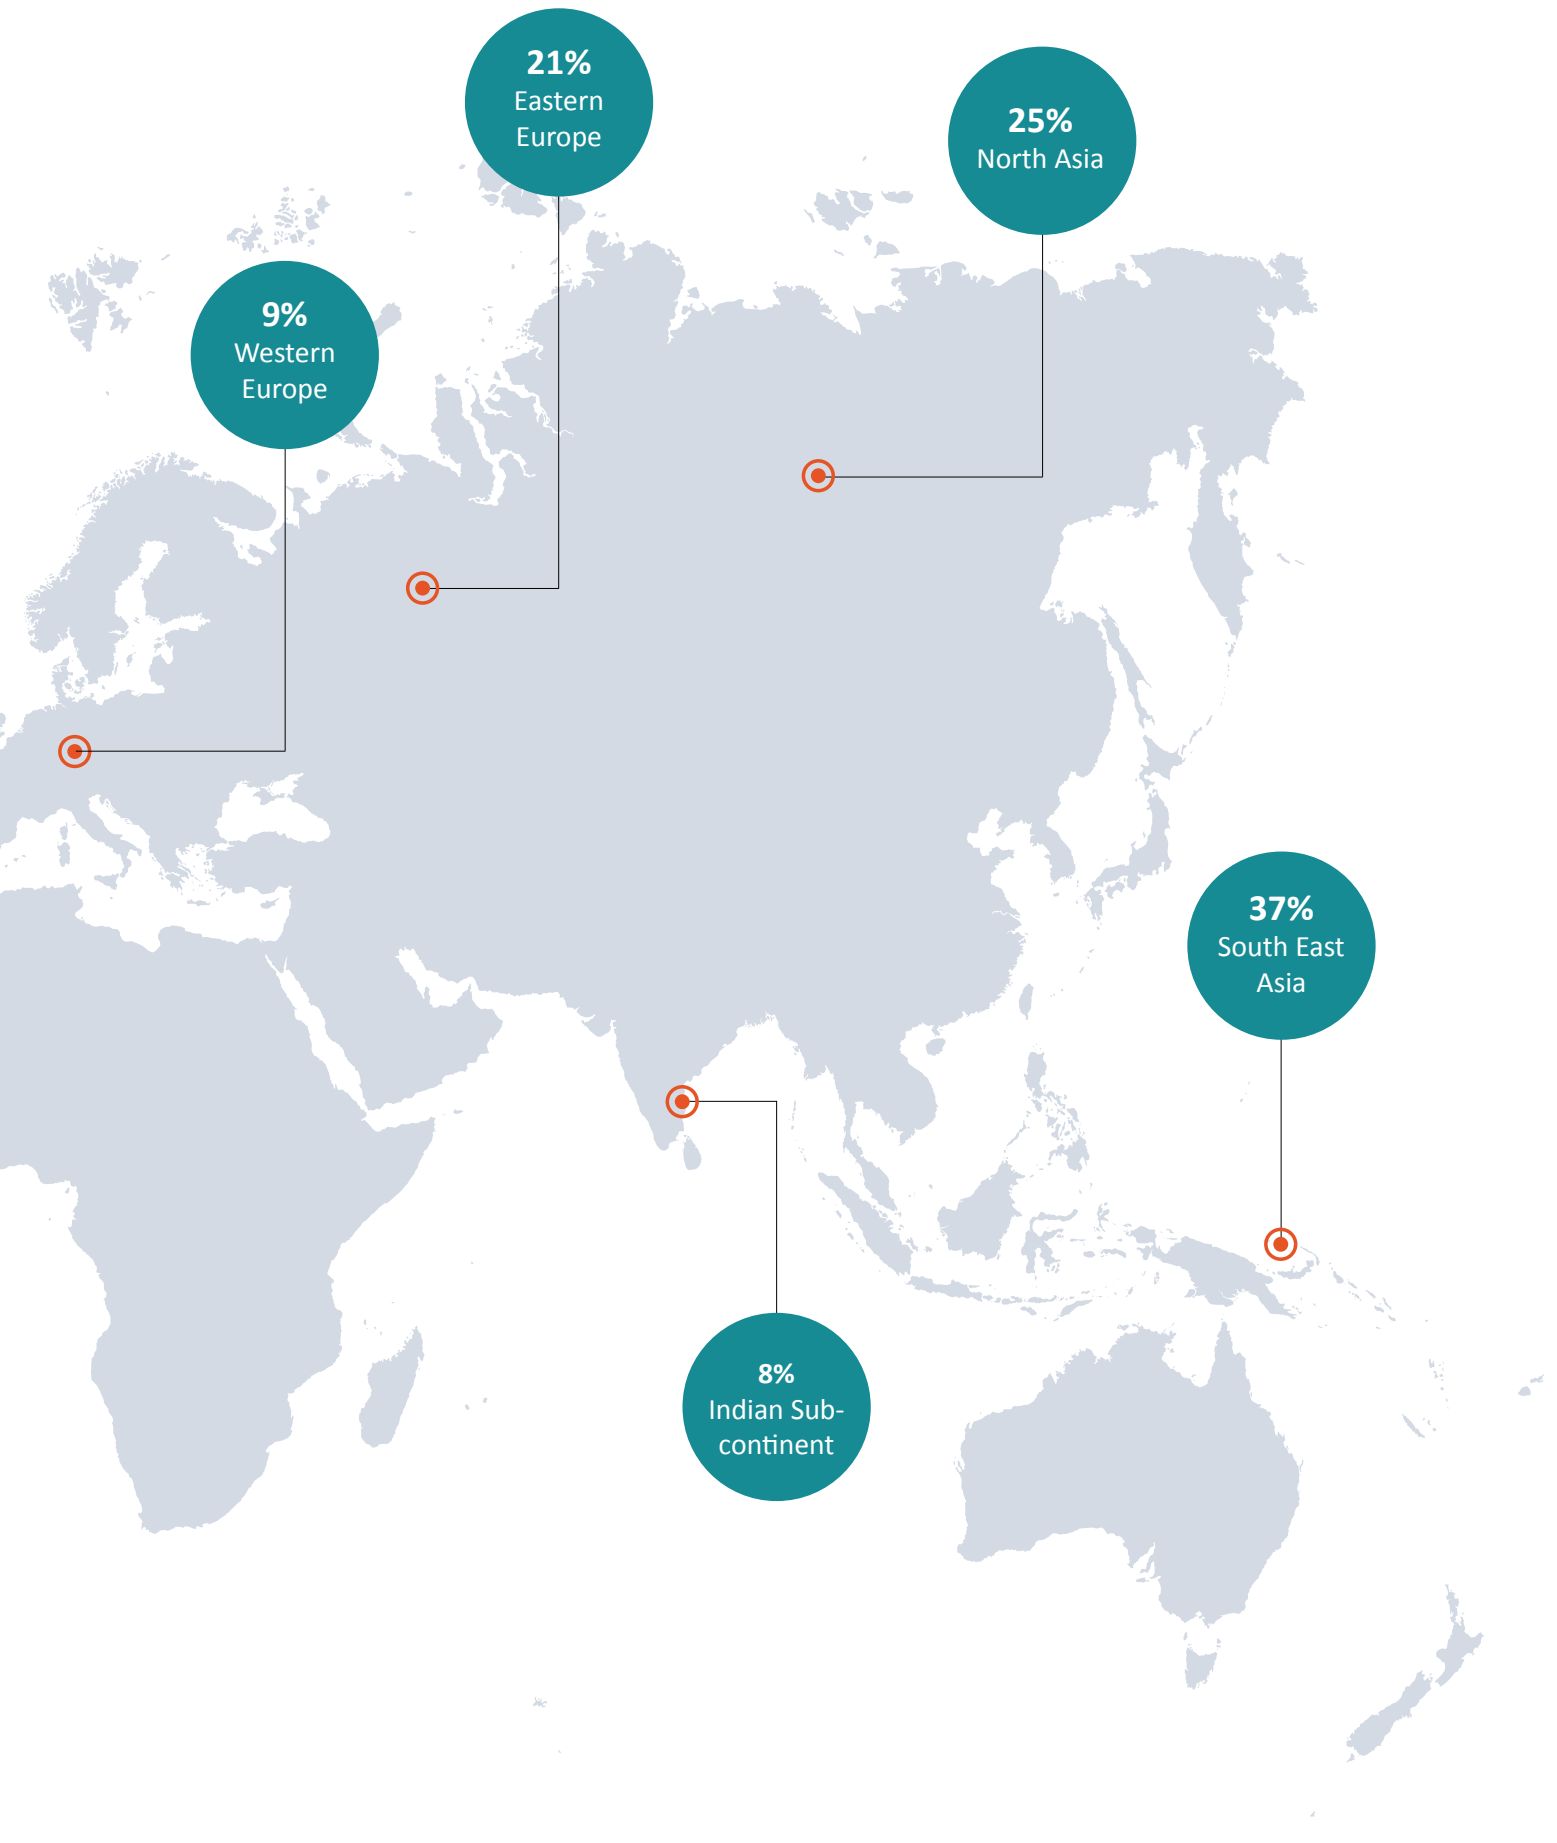 21%
Eastern
Europe
25%
North Asia
9%
Western
Europe
37%
South East
Asia
8%
Indian Sub-
continent